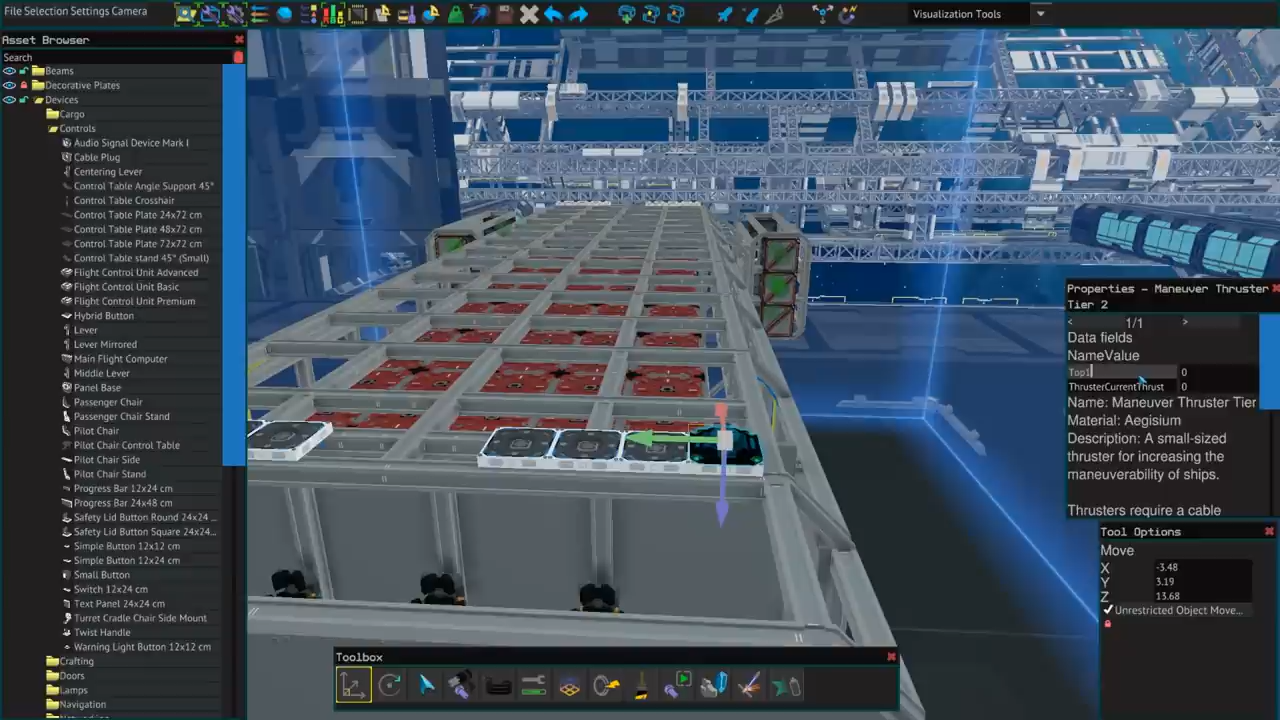 File Selection Settings Camera
Visualization Tools
Asset Browser
Search
Beams
Decorative Plates
Devices
Cargo
Controls
Audio Signal Device Mark I
Cable Plug
Centering Lever
Control Table Angle Support 45°
Control Table Crosshair
Control Table Plate 24x72 cm
Control Table Plate 48x72 cm
Control Table Plate 72x72 cm
Control Table stand 45° (Small)
Flight Control Unit Advanced
Flight Control Unit Basic
Flight Control Unit Premium
Hybrid Button
Lever
Lever Mirrored
Main Flight Computer
Middle Lever
Panel Base
Passenger Chair
Passenger Chair Stand
Pilot Chair
Pilot Chair Control Table
Pilot Chair Side
Pilot Chair Stand
Progress Bar 12x24 cm
Progress Bar 24x48 cm
Safety Lid Button Round 24x24 ...
Safety Lid Button Square 24x24...
Simple Button 12x12 cm
Simple Button 12x24 cm
Small Button
Switch 12x24 cm
Text Panel 24x24 cm
Turret Cradle Chair Side Mount
Twist Handle
Warning Light Button 12x12 cm
Crafting
Doors
Lamps
Navigation
Properties - Maneuver Thruster
Tier 2
< 1/1 >
Data fields
NameValue
Top1 0
ThrusterCurrentThrust 0
Name: Maneuver Thruster Tier
Material: Aegisium
Description: A small-sized
thruster for increasing the
maneuverability of ships.
Thrusters require a cable
Tool Options
Move
X -3.48
Y 3.19
Z 13.68
Unrestricted Object Move...
Toolbox